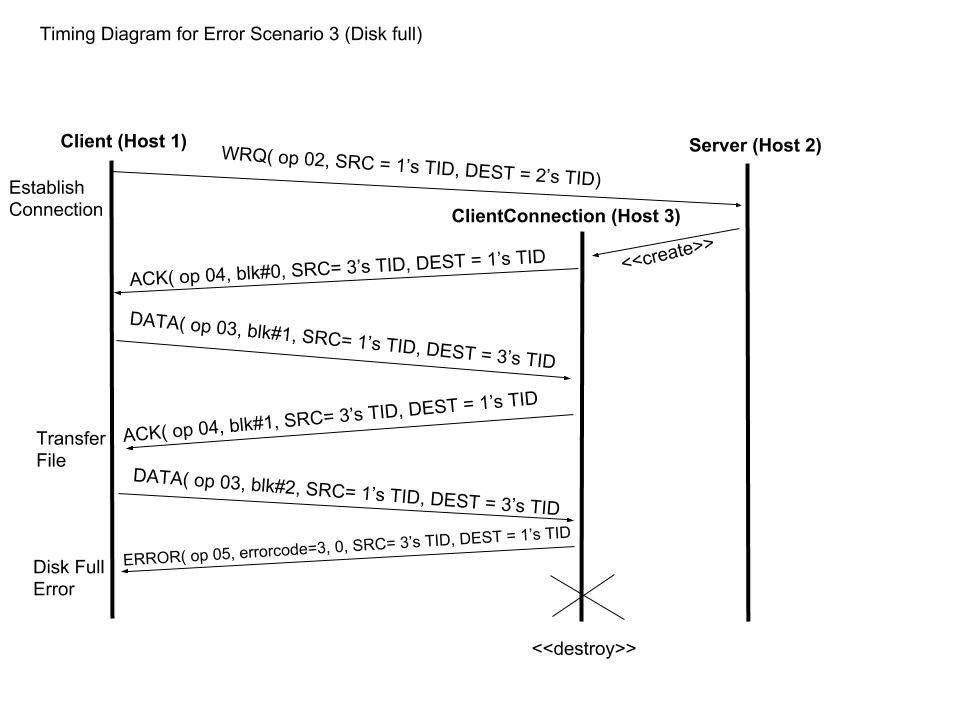 Timing Diagram for Error Scenario 3 (Disk full)
Client (Host 1)
Server (Host 2)
WRQ( op 02, SRC = 1’s TID, DEST = 2’s TID)
Establish
Connection
ClientConnection (Host 3)
<<create>>
ACK( op 04, blk#0, SRC= 3’s TID, DEST = 1’s TID
DATA( op 03, blk#1, SRC= 1’s TID, DEST = 3’s TID
ACK( op 04, blk#1, SRC= 3’s TID, DEST = 1’s TID
Transfer
File
DATA( op 03, blk#2, SRC= 1’s TID, DEST = 3’s TID
ERROR( op 05, errorcode=3, 0, SRC= 3’s TID, DEST = 1’s TID
Disk Full
Error
<<destroy>>